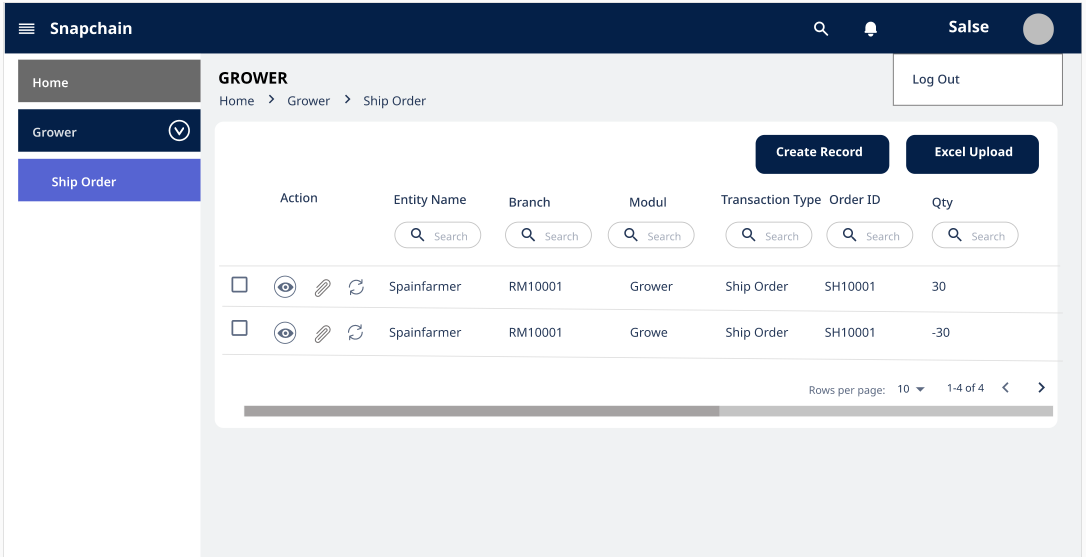 Snapchain
Salse
Log Out
Home
Grower
Ship Order
GROWER
Home > Grower > Ship Order
Create Record Excel Upload
Action Entity Name Branch Modul Transaction Type Order ID Qty
Search Search Search Search Search Search
Spainfarmer RM10001 Grower Ship Order SH10001 30
Spainfarmer RM10001 Growe Ship Order SH10001 -30
Rows per page: 10 1-4 of 4